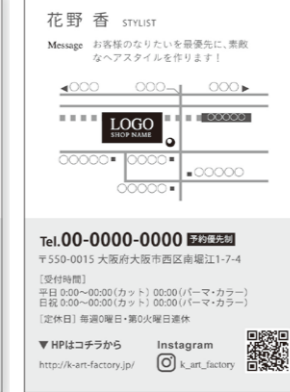 花野 香 STYLIST
Message お客様のなりたいを最優先に、素敵
なヘアスタイルを作ります！
◀○○○ ○○○ ○○○▶
○○○○○
LOGO
SHOP NAME
○○○○○■ ○○○○■
■○○○○○
○○○○○■
Tel.00-0000-0000 予約優先制
〒550-0015 大阪府大阪市西区南堀江1-7-4
［受付時間］
平日 0:00〜00:00(カット) 00:00(パーマ・カラー)
日祝 0:00〜00:00(カット) 00:00(パーマ・カラー)
［定休日］毎週0曜日・第0火曜日連休
▼ HPはコチラから Instagram
http://k-art-factory.jp/ k_art_factory